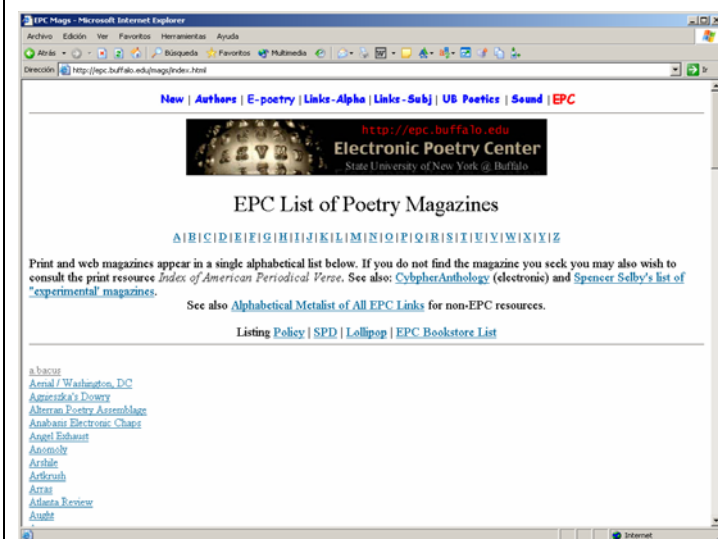 EPC Mags - Microsoft Internet Explorer
Archivo Edición Ver Favoritos Herramientas Ayuda
Atrás Búsqueda Favoritos Multimedia
Dirección http://epc.buffalo.edu/mags/index.html Ir
New | Authors | E-poetry | Links-Alpha | Links-Subj | UB Poetics | Sound | EPC
http://epc.buffalo.edu
Electronic Poetry Center
State University of New York @ Buffalo
EPC List of Poetry Magazines
A | B | C | D | E | F | G | H | I | J | K | L | M | N | O | P | Q | R | S | T | U | V | W | X | Y | Z
Print and web magazines appear in a single alphabetical list below. If you do not find the magazine you seek you may also wish to
consult the print resource Index of American Periodical Verse. See also: CybpherAnthology (electronic) and Spencer Selby's list of
"experimental' magazines.
See also Alphabetical Metalist of All EPC Links for non-EPC resources.
Listing Policy | SPD | Lollipop | EPC Bookstore List
a.bacus
Aerial / Washington, DC
Agnieszka's Dowry
Alterran Poetry Assemblage
Anabasis Electronic Chaps
Angel Exhaust
Anomoly
Arshile
Artkrush
Arras
Atlanta Review
Aught
Internet